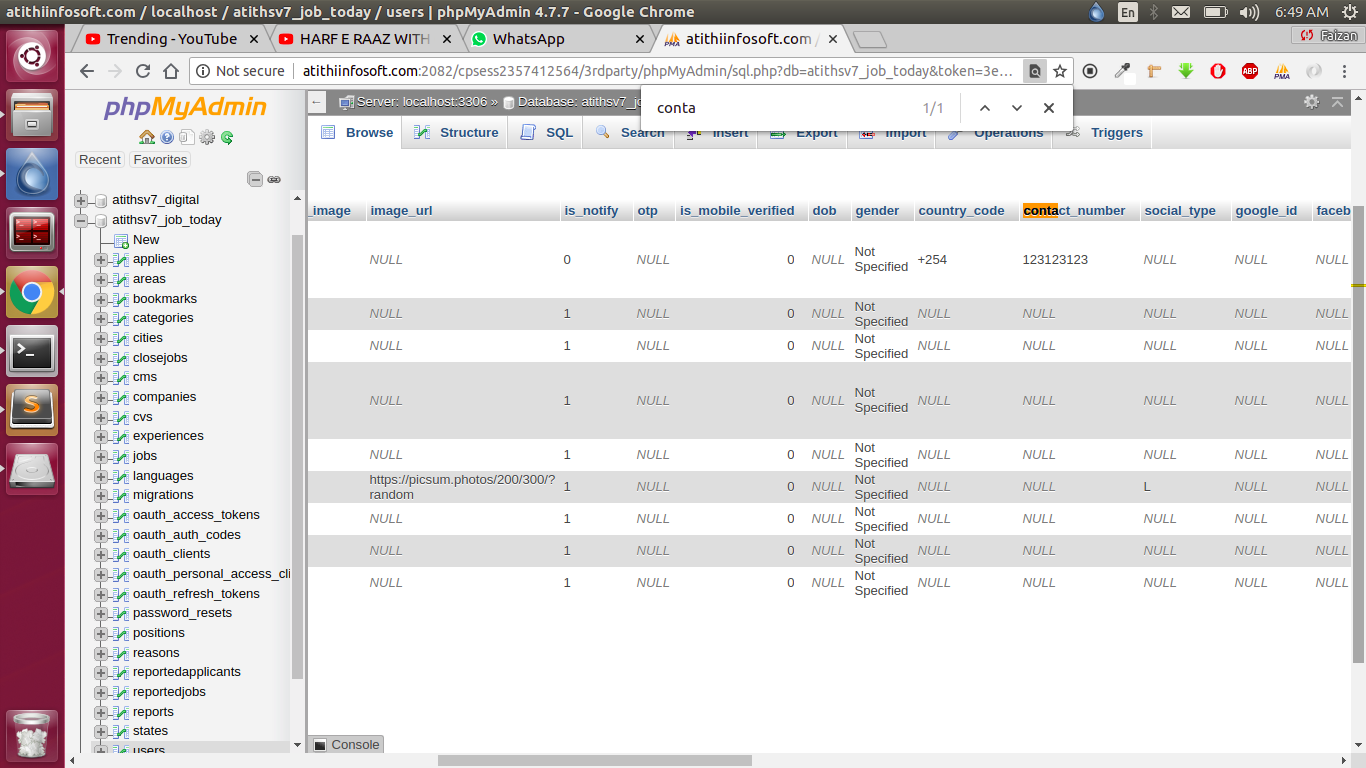 atithiinfosoft.com / localhost / atithsv7_job_today / users | phpMyAdmin 4.7.7 - Google Chrome
En
6:49 AM
Trending - YouTube
HARF E RAAZ WITH
WhatsApp
atithiinfosoft.com /
Faizan
Not secure
atithiinfosoft.com:2082/cpsess2357412564/3rdparty/phpMyAdmin/sql.php?db=atithsv7_job_today&token=3e...
ABP
PMA
conta
1/1
phpMyAdmin
Recent
Favorites
atithsv7_digital
atithsv7_job_today
New
applies
areas
bookmarks
categories
cities
closejobs
cms
companies
cvs
experiences
jobs
languages
migrations
oauth_access_tokens
oauth_auth_codes
oauth_clients
oauth_personal_access_cli
oauth_refresh_tokens
password_resets
positions
reasons
reportedapplicants
reportedjobs
reports
states
users
Server: localhost:3306 » Database: atithsv7_jo
Browse Structure SQL Search Insert Export Import Operations Triggers
_image image_url is_notify otp is_mobile_verified dob gender country_code contact_number social_type google_id faceb
NULL 0 NULL 0 NULL Not Specified +254 123123123 NULL NULL NULL
NULL 1 NULL 0 NULL Not Specified NULL NULL NULL NULL NULL
NULL 1 NULL 0 NULL Not Specified NULL NULL NULL NULL NULL
NULL 1 NULL 0 NULL Not Specified NULL NULL NULL NULL NULL
NULL 1 NULL 0 NULL Not Specified NULL NULL NULL NULL NULL
https://picsum.photos/200/300/?random 1 NULL 0 NULL Not Specified NULL NULL L NULL NULL
NULL 1 NULL 0 NULL Not Specified NULL NULL NULL NULL NULL
NULL 1 NULL 0 NULL Not Specified NULL NULL NULL NULL NULL
NULL 1 NULL 0 NULL Not Specified NULL NULL NULL NULL NULL
Console